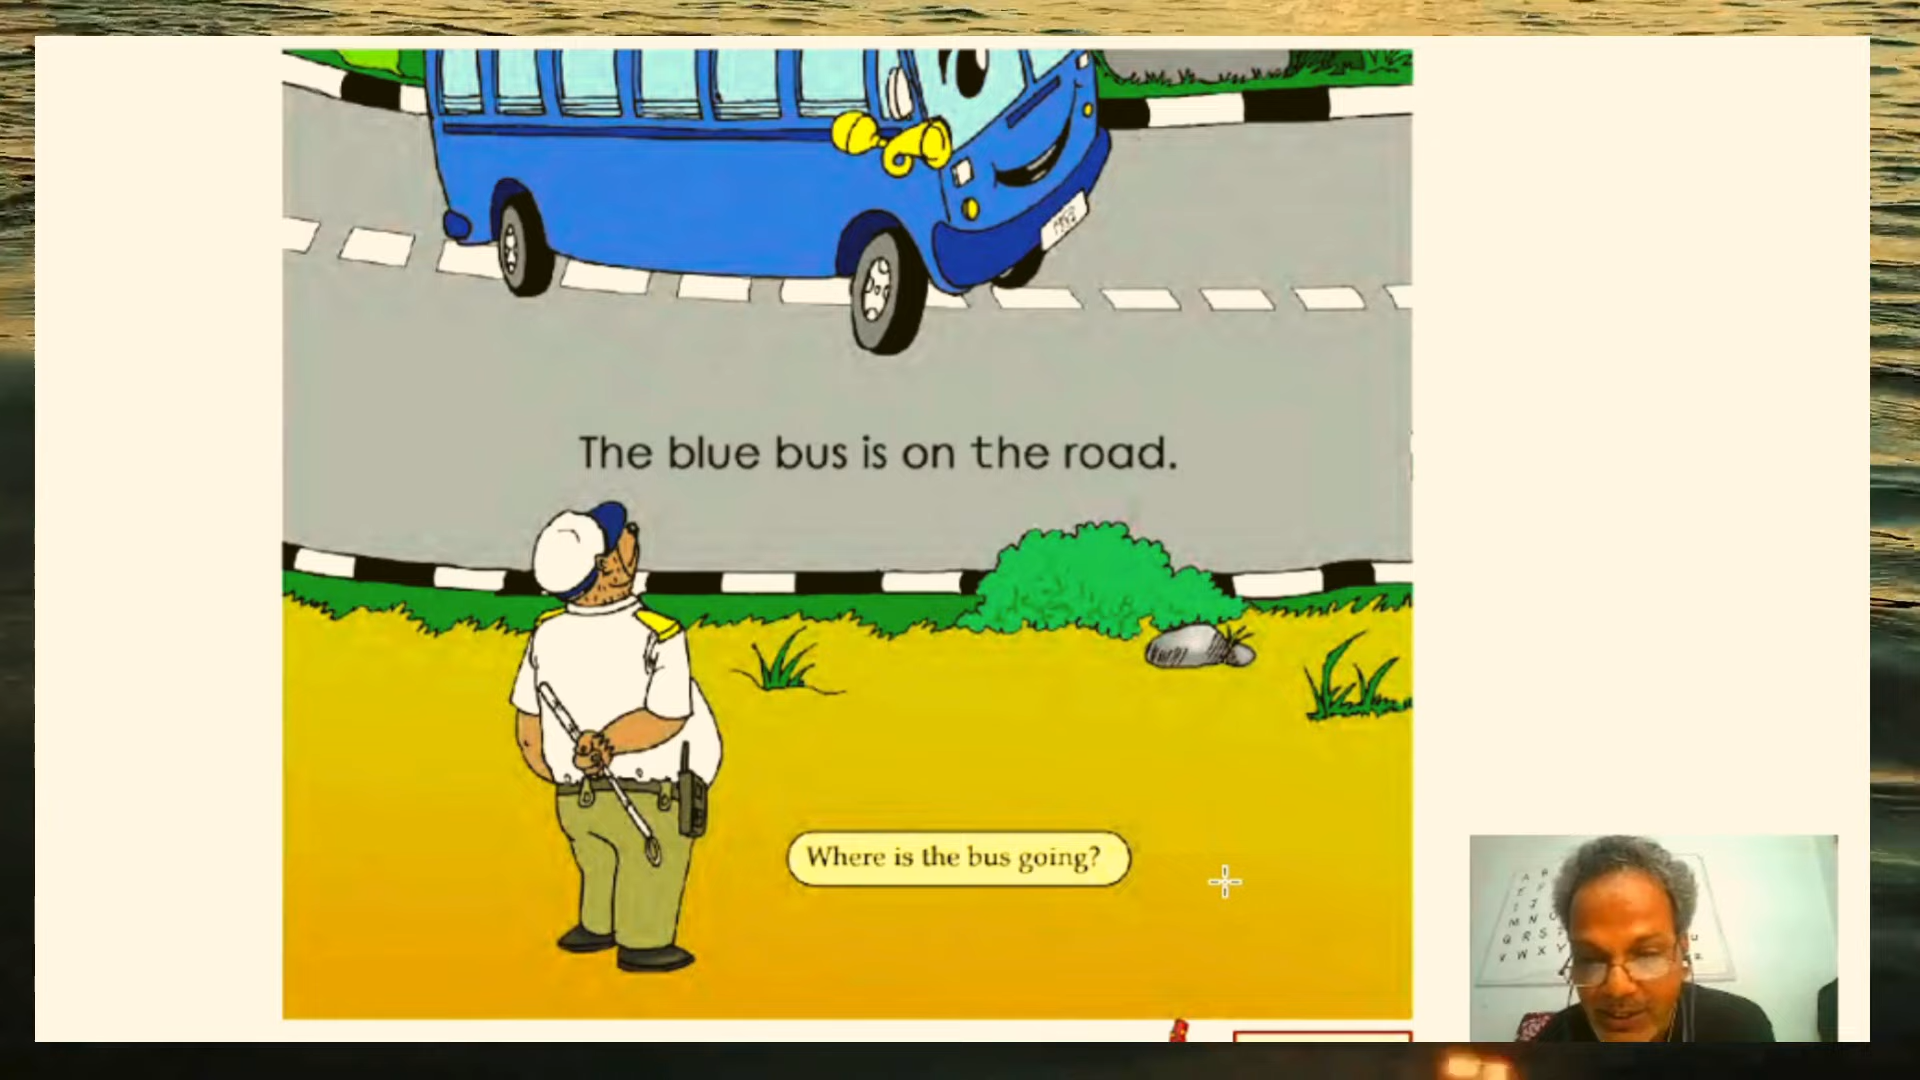 The blue bus is on the road.
Where is the bus going?
A B
M N O
Q R S T U
V W X Y Z